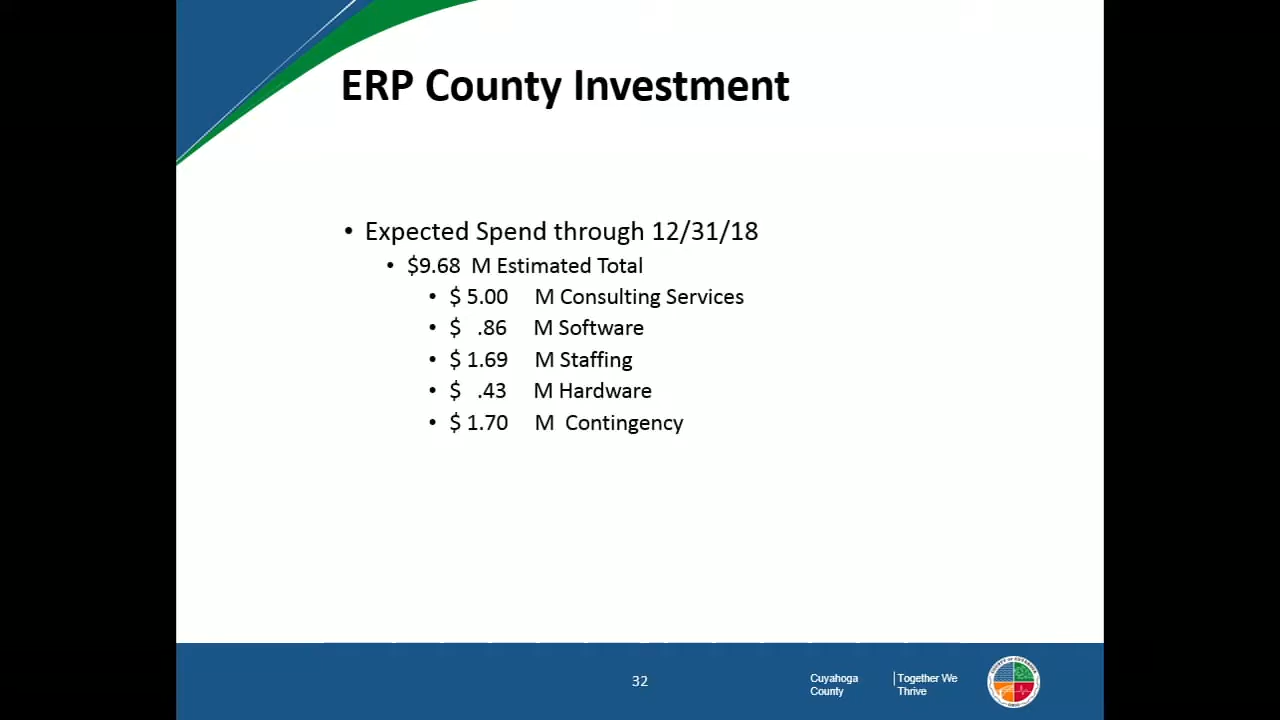 ERP County Investment
• Expected Spend through 12/31/18
• $9.68 M Estimated Total
• $ 5.00 M Consulting Services
• $ .86 M Software
• $ 1.69 M Staffing
• $ .43 M Hardware
• $ 1.70 M Contingency
32
Cuyahoga
County
Together We
Thrive